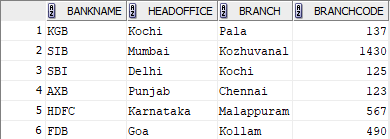 BANKNAME HEADOFFICE BRANCH BRANCHCODE
1 KGB Kochi Pala 137
2 SIB Mumbai Kozhuvanal 1430
3 SBI Delhi Kochi 125
4 AXB Punjab Chennai 123
5 HDFC Karnataka Malappuram 567
6 FDB Goa Kollam 490